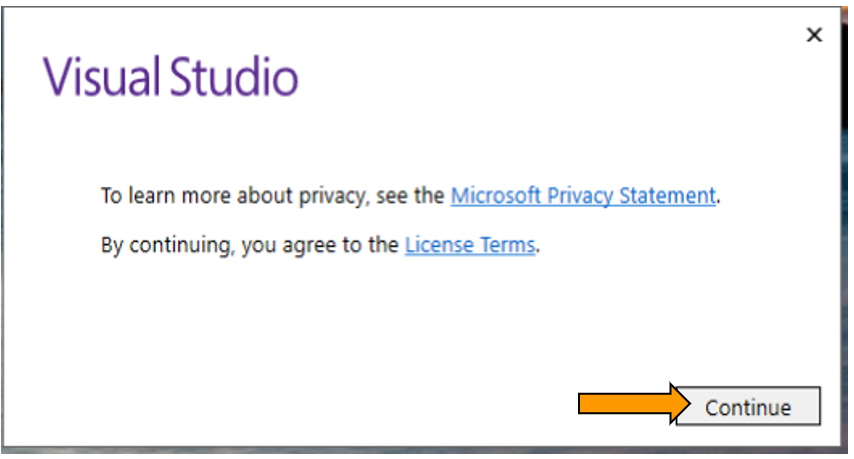 Visual Studio
To learn more about privacy, see the Microsoft Privacy Statement.
By continuing, you agree to the License Terms.
Continue